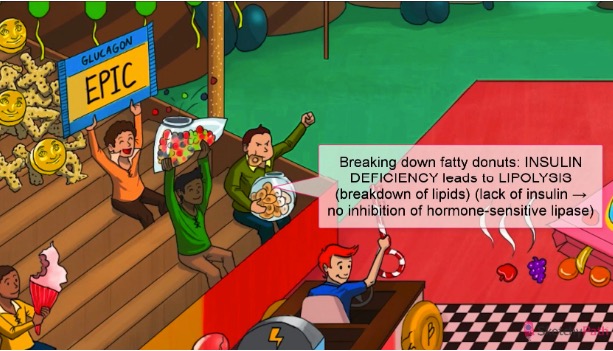 GLUCAGON
EPIC
Breaking down fatty donuts: INSULIN
DEFICIENCY leads to LIPOLYSIS
(breakdown of lipids) (lack of insulin →
no inhibition of hormone-sensitive lipase)
B